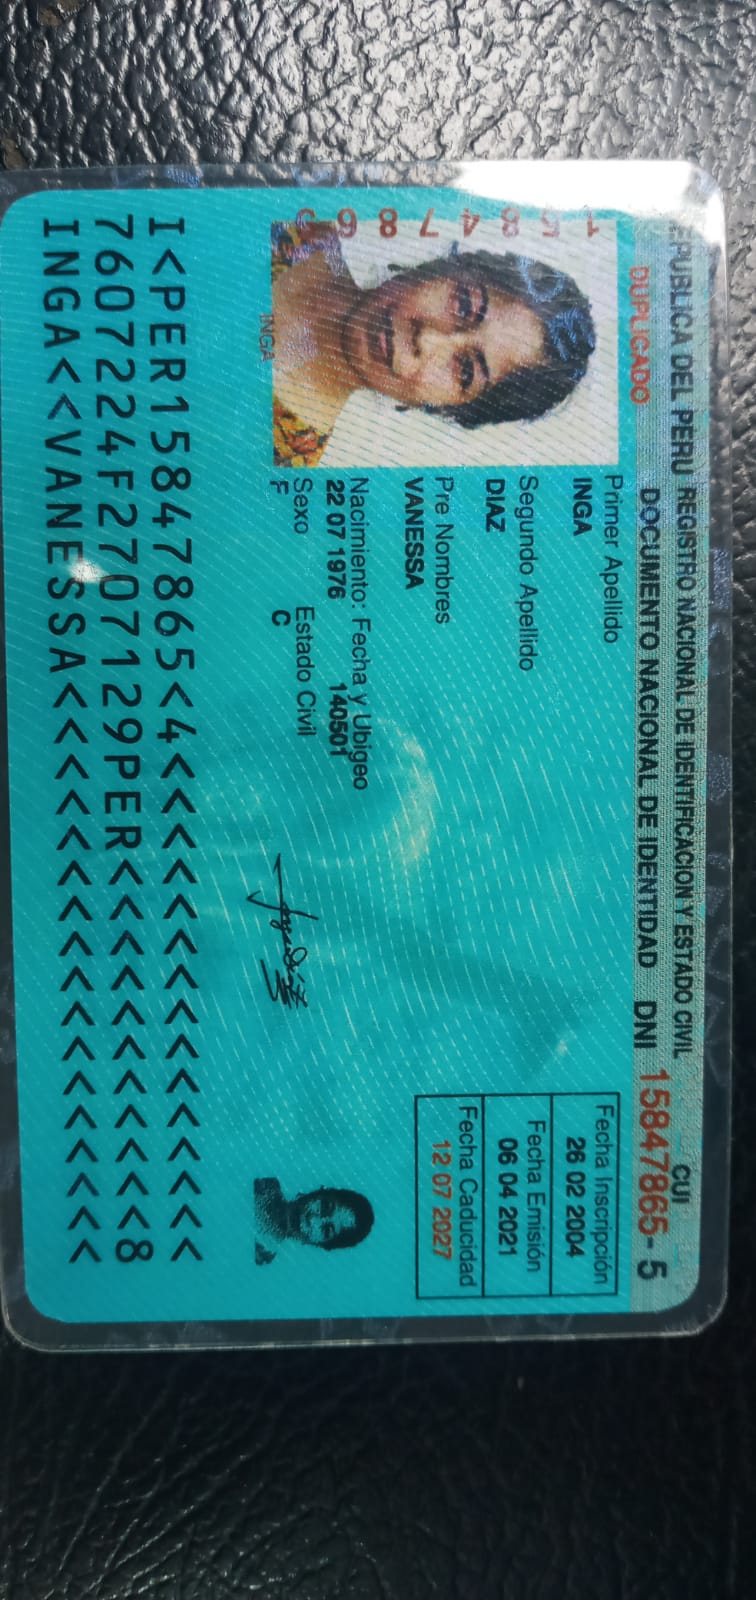 REPUBLICA DEL PERU REGISTRO NACIONAL DE IDENTIFICACION Y ESTADO CIVIL CUI
DUPLICADO DOCUMENTO NACIONAL DE IDENTIDAD DNI 15847865-5
15847865
INGA
Primer Apellido
INGA
Segundo Apellido
DIAZ
Pre Nombres
VANESSA
Nacimiento: Fecha y Ubigeo
22 07 1976 140501
Sexo Estado Civil
F C
Fecha Inscripción
26 02 2004
Fecha Emisión
06 04 2021
Fecha Caducidad
12 07 2027
I<PER15847865<4<<<<<<<<<<<<<<<
7607224F2707129PER<<<<<<<<<<<8
INGA<<VANESSA<<<<<<<<<<<<<<<<<